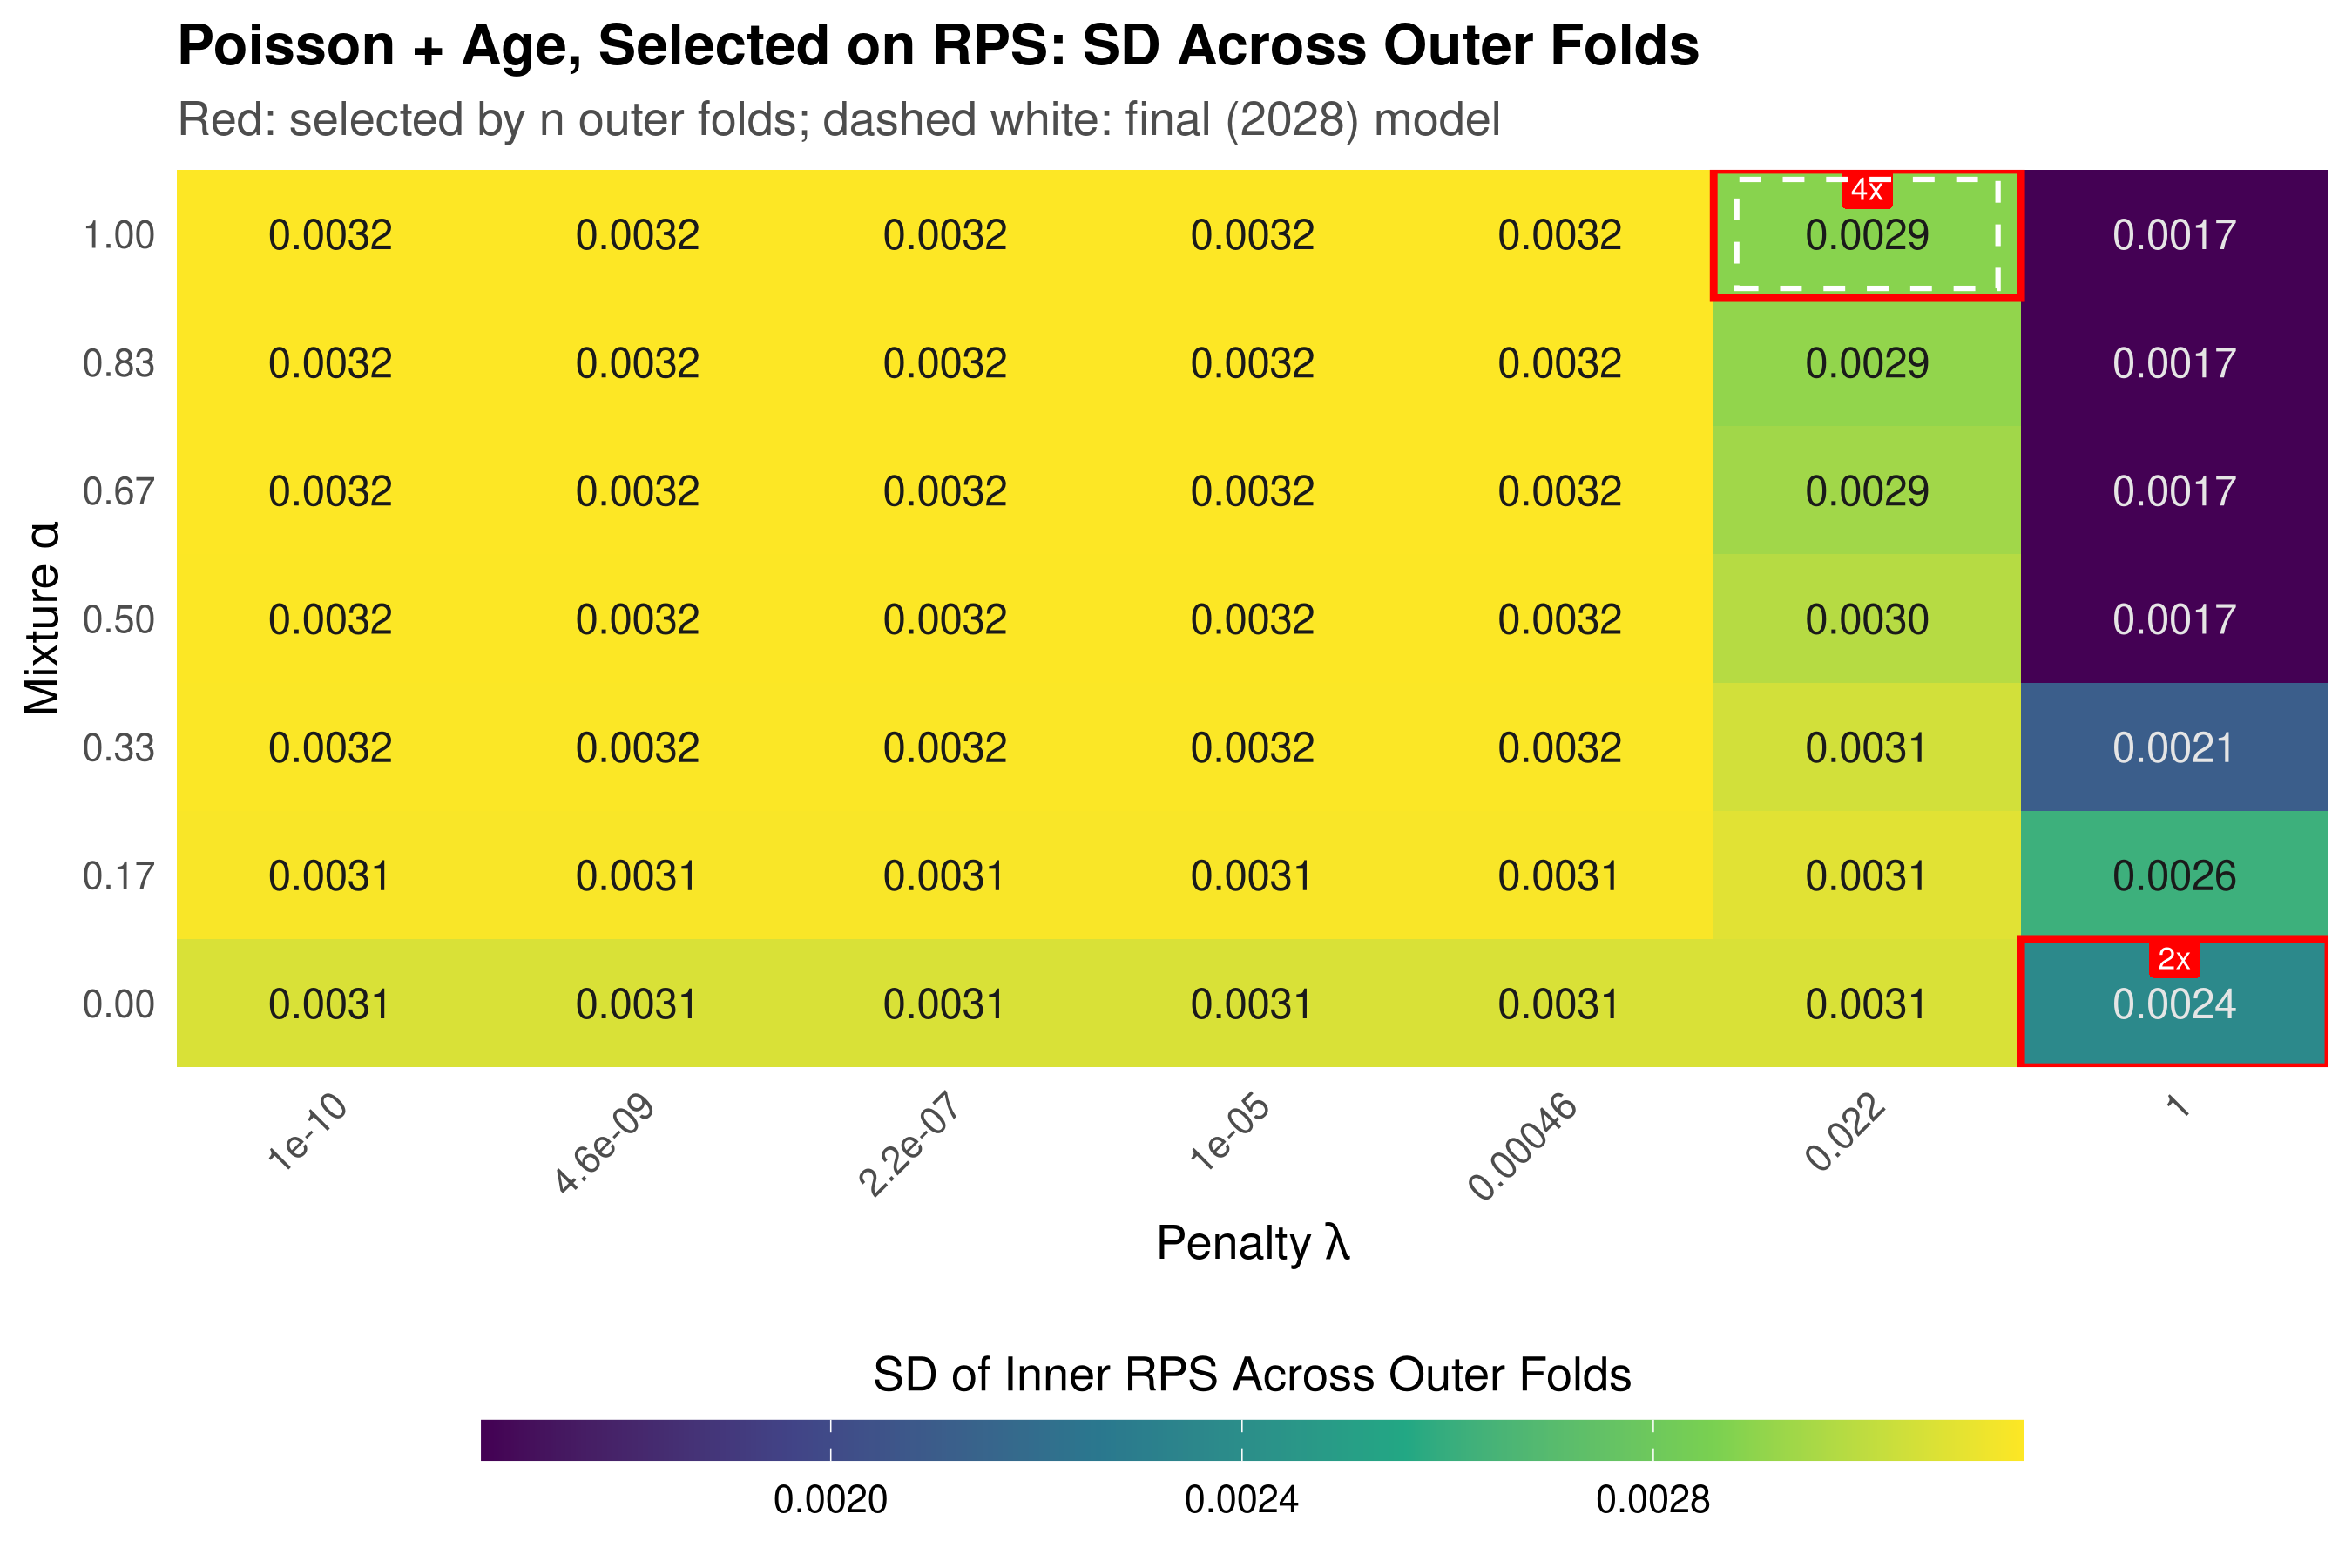 Poisson + Age, Selected on RPS: SD Across Outer Folds
Red: selected by n outer folds; dashed white: final (2028) model
Mixture α
4x
1.00 0.0032 0.0032 0.0032 0.0032 0.0032 0.0029 0.0017
0.83 0.0032 0.0032 0.0032 0.0032 0.0032 0.0029 0.0017
0.67 0.0032 0.0032 0.0032 0.0032 0.0032 0.0029 0.0017
0.50 0.0032 0.0032 0.0032 0.0032 0.0032 0.0030 0.0017
0.33 0.0032 0.0032 0.0032 0.0032 0.0032 0.0031 0.0021
0.17 0.0031 0.0031 0.0031 0.0031 0.0031 0.0031 0.0026
2x
0.00 0.0031 0.0031 0.0031 0.0031 0.0031 0.0031 0.0024
1e-10 4.6e-09 2.2e-07 1e-05 0.00046 0.022 1
Penalty λ
SD of Inner RPS Across Outer Folds
0.0020 0.0024 0.0028